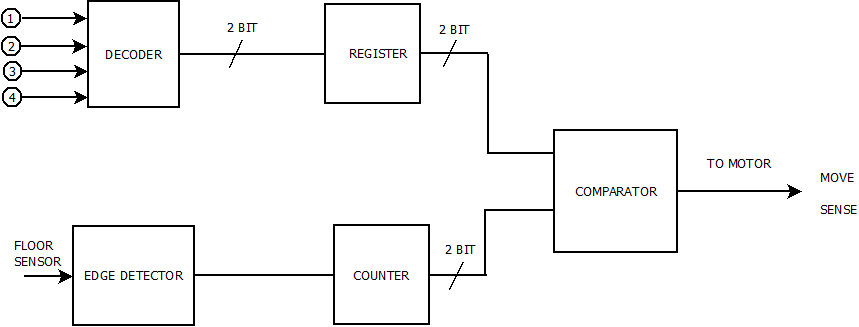 1
2
3
4
DECODER
2 BIT
REGISTER
2 BIT
COMPARATOR
TO MOTOR
MOVE
SENSE
FLOOR
SENSOR
EDGE DETECTOR
COUNTER
2 BIT